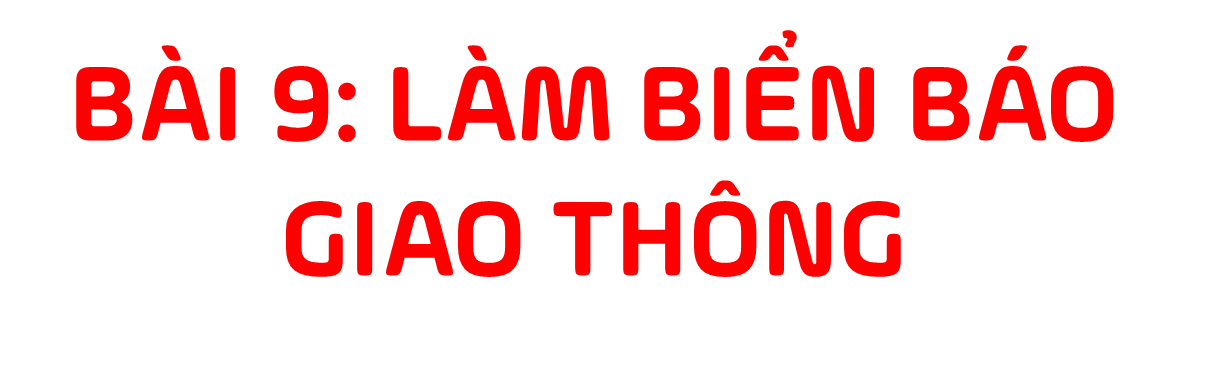 BÀI 9: LÀM BIỂN BÁO
GIAO THÔNG